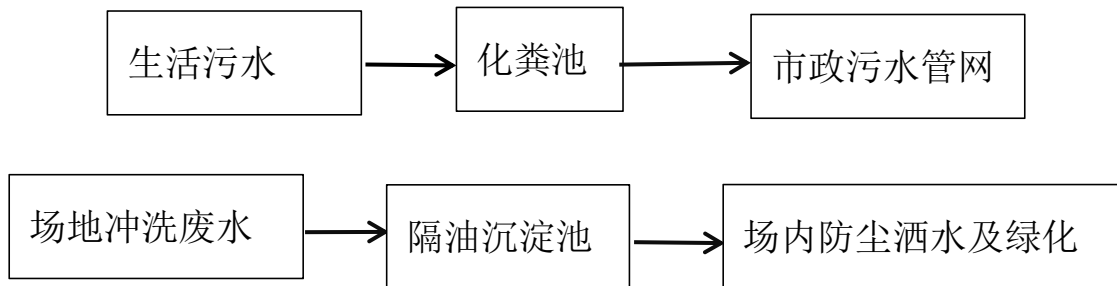 生活污水
化粪池
市政污水管网
场地冲洗废水
隔油沉淀池
场内防尘洒水及绿化